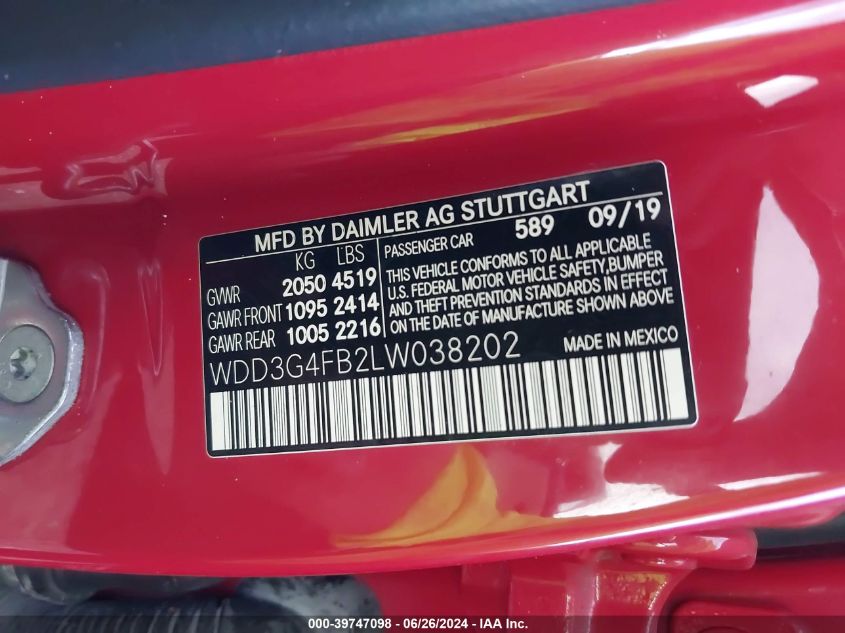 MFD BY DAIMLER AG STUTTGART
KG LBS
GVWR 2050 4519
GAWR FRONT 1095 2414
GAWR REAR 1005 2216
PASSENGER CAR 589 09/19
THIS VEHICLE CONFORMS TO ALL APPLICABLE
U.S. FEDERAL MOTOR VEHICLE SAFETY,BUMPER
AND THEFT PREVENTION STANDARDS IN EFFECT
ON THE DATE OF MANUFACTURE SHOWN ABOVE
WDD3G4FB2LW038202
MADE IN MEXICO
000-39747098 - 06/26/2024 - IAA Inc.